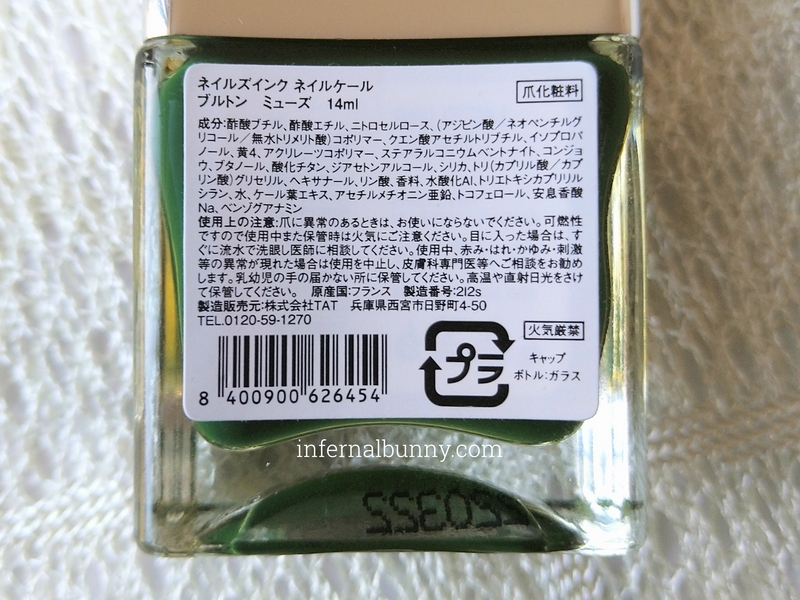 ネイルズインク ネイルケール
ブルトン ミューズ 14ml
爪化粧料
成分:酢酸ブチル、酢酸エチル、ニトロセルロース、(アジピン酸/ネオペンチルグ
リコール/無水トリメリト酸)コポリマー、クエン酸アセチルトリブチル、イソプロパ
ノール、黄4、アクリレーツコポリマー、ステアラルコニウムベントナイト、コンジョ
ウ、ブタノール、酸化チタン、ジアセトンアルコール、シリカ、トリ(カプリル酸/カプ
リン酸)グリセリル、ヘキサナール、リン酸、香料、水酸化Al、トリエトキシカプリリル
シラン、水、ケール葉エキス、アセチルメチオニン亜鉛、トコフェロール、安息香酸
Na、ベンゾグアナミン
使用上の注意:爪に異常のあるときは、お使いにならないでください。可燃性
ですので使用中また保管時は火気にご注意ください。目に入った場合は、す
ぐに流水で洗眼し医師に相談してください。使用中、赤み・はれ・かゆみ・刺激
等の異常が現れた場合は使用を中止し、皮膚科専門医等へご相談をお勧め
します。乳幼児の手の届かない所に保管してください。高温や直射日光をさけ
て保管してください。 原産国:フランス 製造番号:212s
製造販売元:株式会社TAT 兵庫県西宮市日野町4-50
TEL.0120-59-1270
火気厳禁
プラ
キャップ
ボトル:ガラス
8 400900 626454
infernalbunny.com